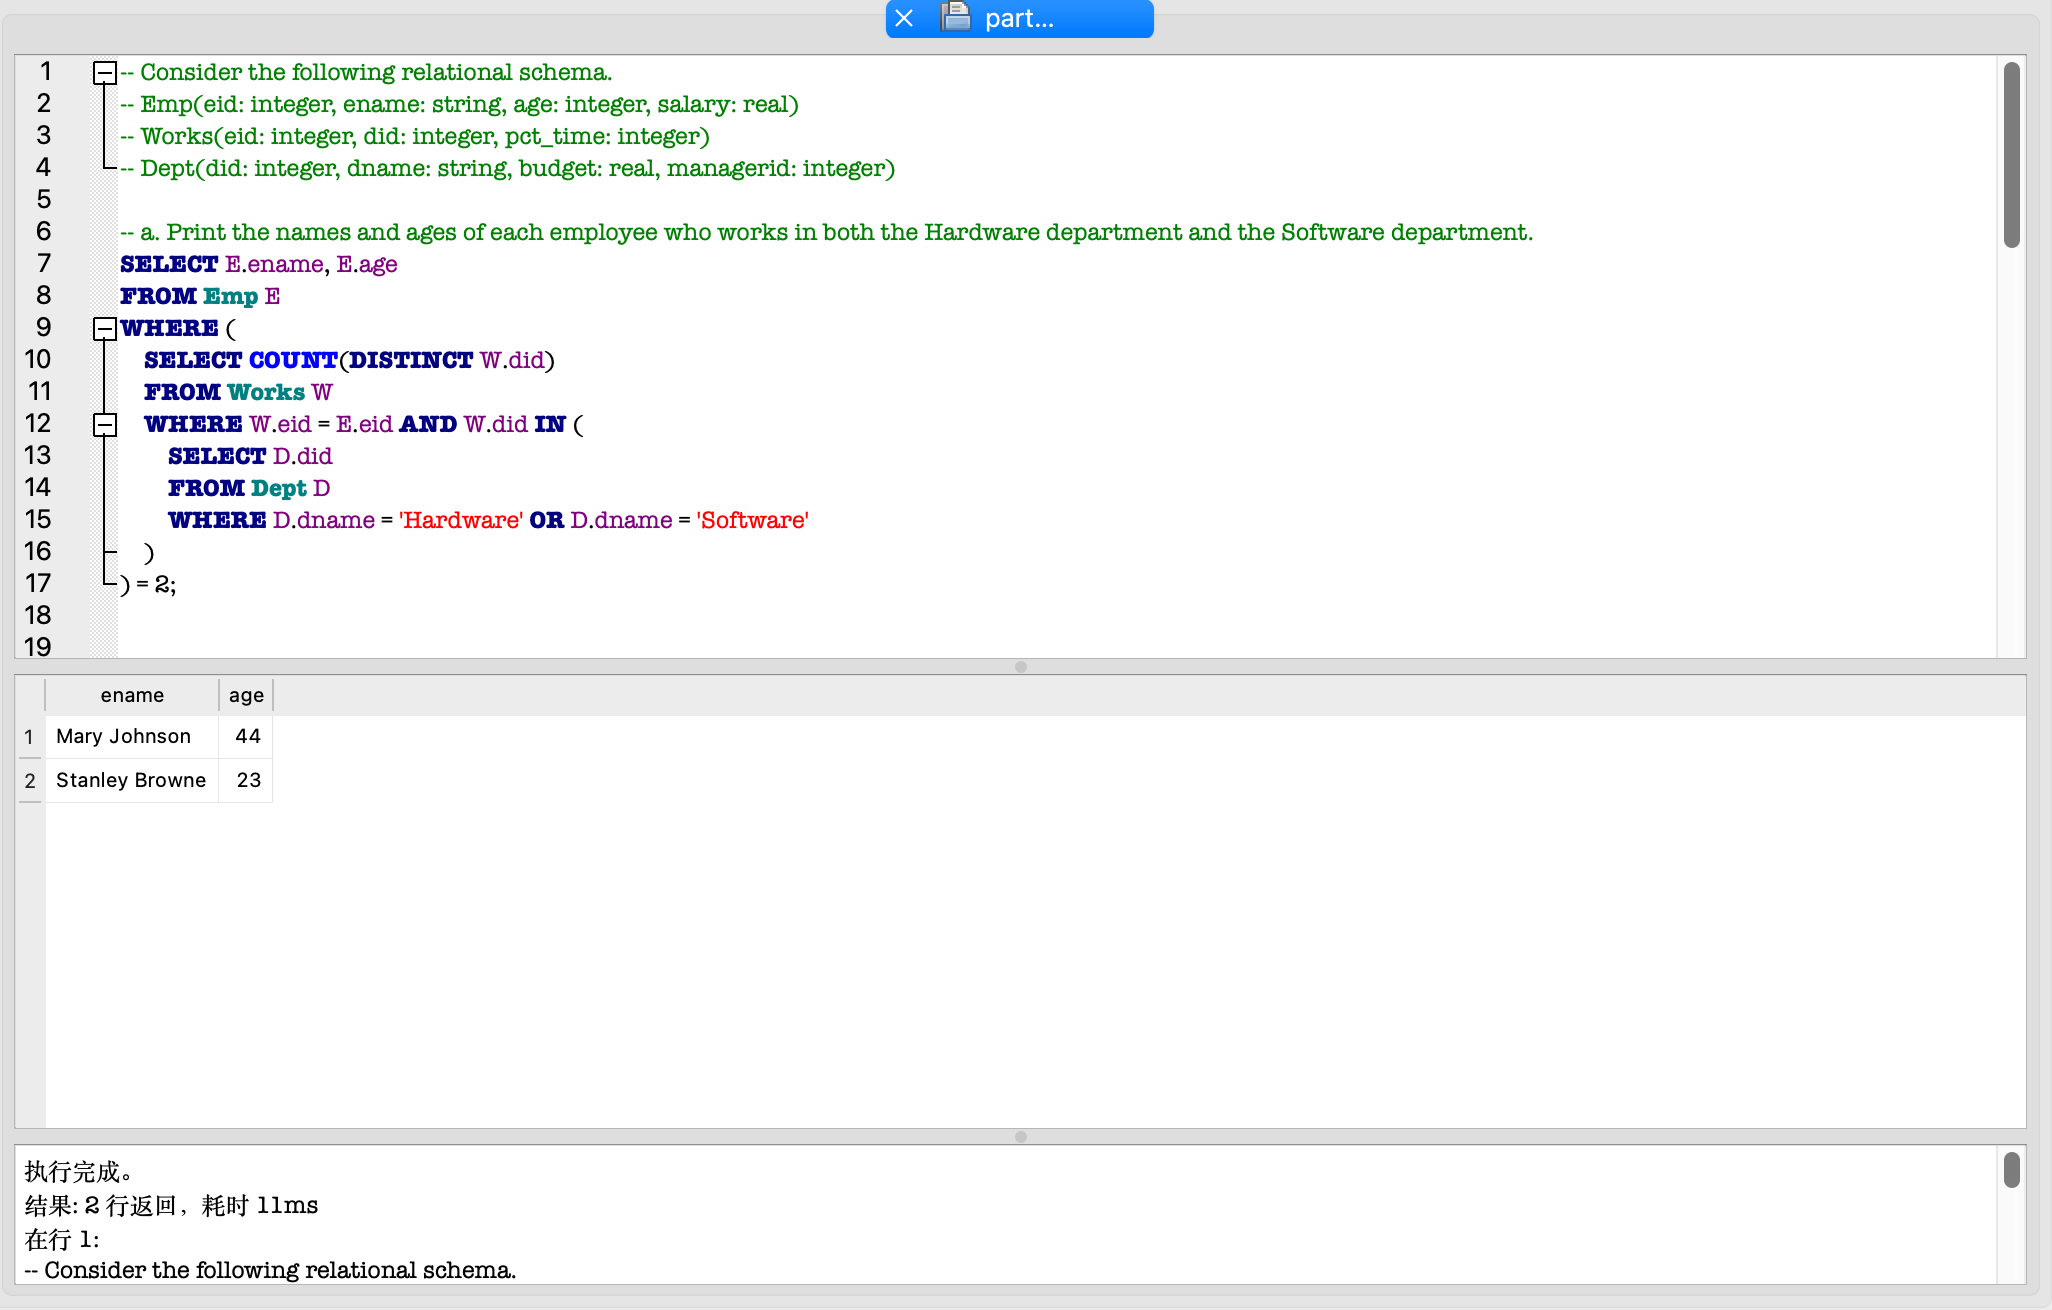 part...
1 -- Consider the following relational schema.
2 -- Emp(eid: integer, ename: string, age: integer, salary: real)
3 -- Works(eid: integer, did: integer, pct_time: integer)
4 -- Dept(did: integer, dname: string, budget: real, managerid: integer)
5
6 -- a. Print the names and ages of each employee who works in both the Hardware department and the Software department.
7 SELECT E.ename, E.age
8 FROM Emp E
9 WHERE (
10 SELECT COUNT(DISTINCT W.did)
11 FROM Works W
12 WHERE W.eid = E.eid AND W.did IN (
13 SELECT D.did
14 FROM Dept D
15 WHERE D.dname = 'Hardware' OR D.dname = 'Software'
16 )
17 ) = 2;
18
19
ename age
1 Mary Johnson 44
2 Stanley Browne 23
执行完成。
结果: 2 行返回，耗时 11ms
在行 1:
-- Consider the following relational schema.